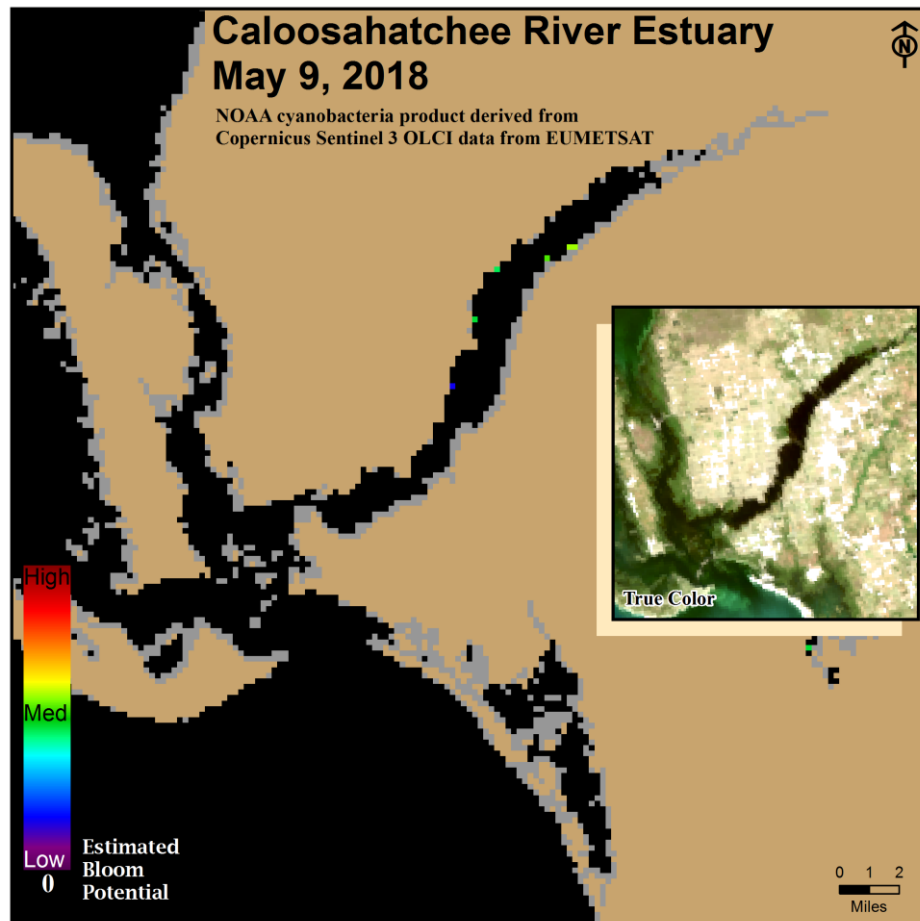 Caloosahatchee River Estuary
May 9, 2018
N
NOAA cyanobacteria product derived from
Copernicus Sentinel 3 OLCI data from EUMETSAT
True Color
High
Med
Low
0
Estimated
Bloom
Potential
0 1 2
Miles